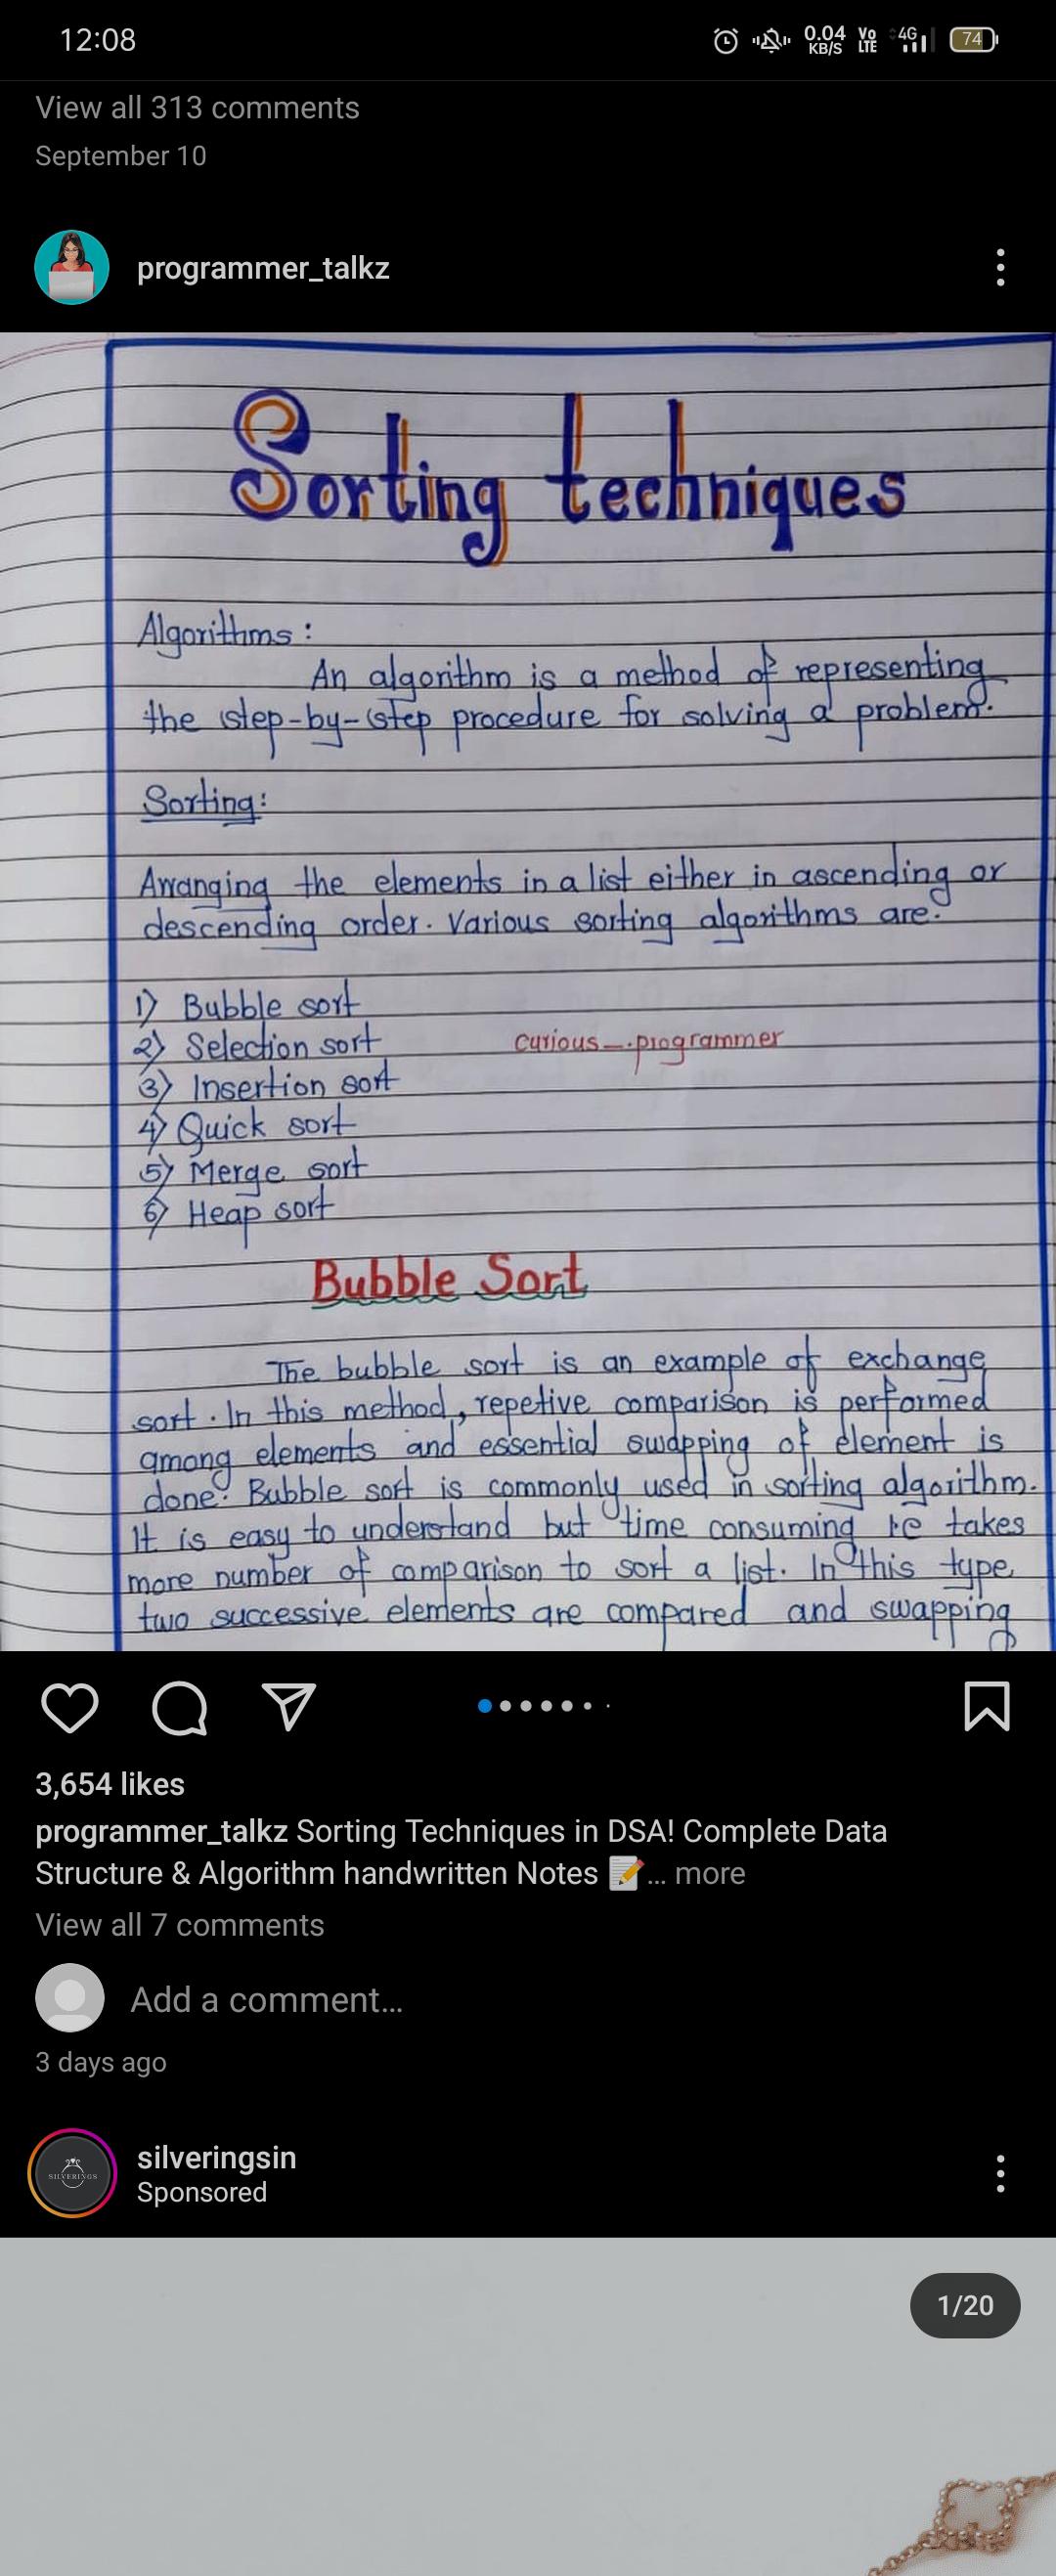 12:08
0.04
KB/S
Vo
LTE
4G
74
View all 313 comments
September 10
programmer_talkz
Sorting techniques
Algorithms :
An algorithm is a method of representing
the step-by-step procedure for solving a problem.
Sorting:
Arranging the elements in a list either in ascending or
descending order. Various sorting algorithms are.
1) Bubble sort
2) Selection sort
curious_.programmer
3) Insertion sort
4) Quick sort
5) Merge sort
6) Heap sort
Bubble Sort
The bubble sort is an example of exchange
sort. In this method, repetive comparison is performed
among elements and essential swapping of element is
done. Bubble sort is commonly used in sorting algorithm.
It is easy to understand but time consuming takes
more number of comparison to sort a list. In this type
two successive elements are compared and swapping
3,654 likes
programmer_talkz Sorting Techniques in DSA! Complete Data
Structure & Algorithm handwritten Notes 📝... more
View all 7 comments
Add a comment...
3 days ago
SILVERINGS
silveringsin
Sponsored
1/20